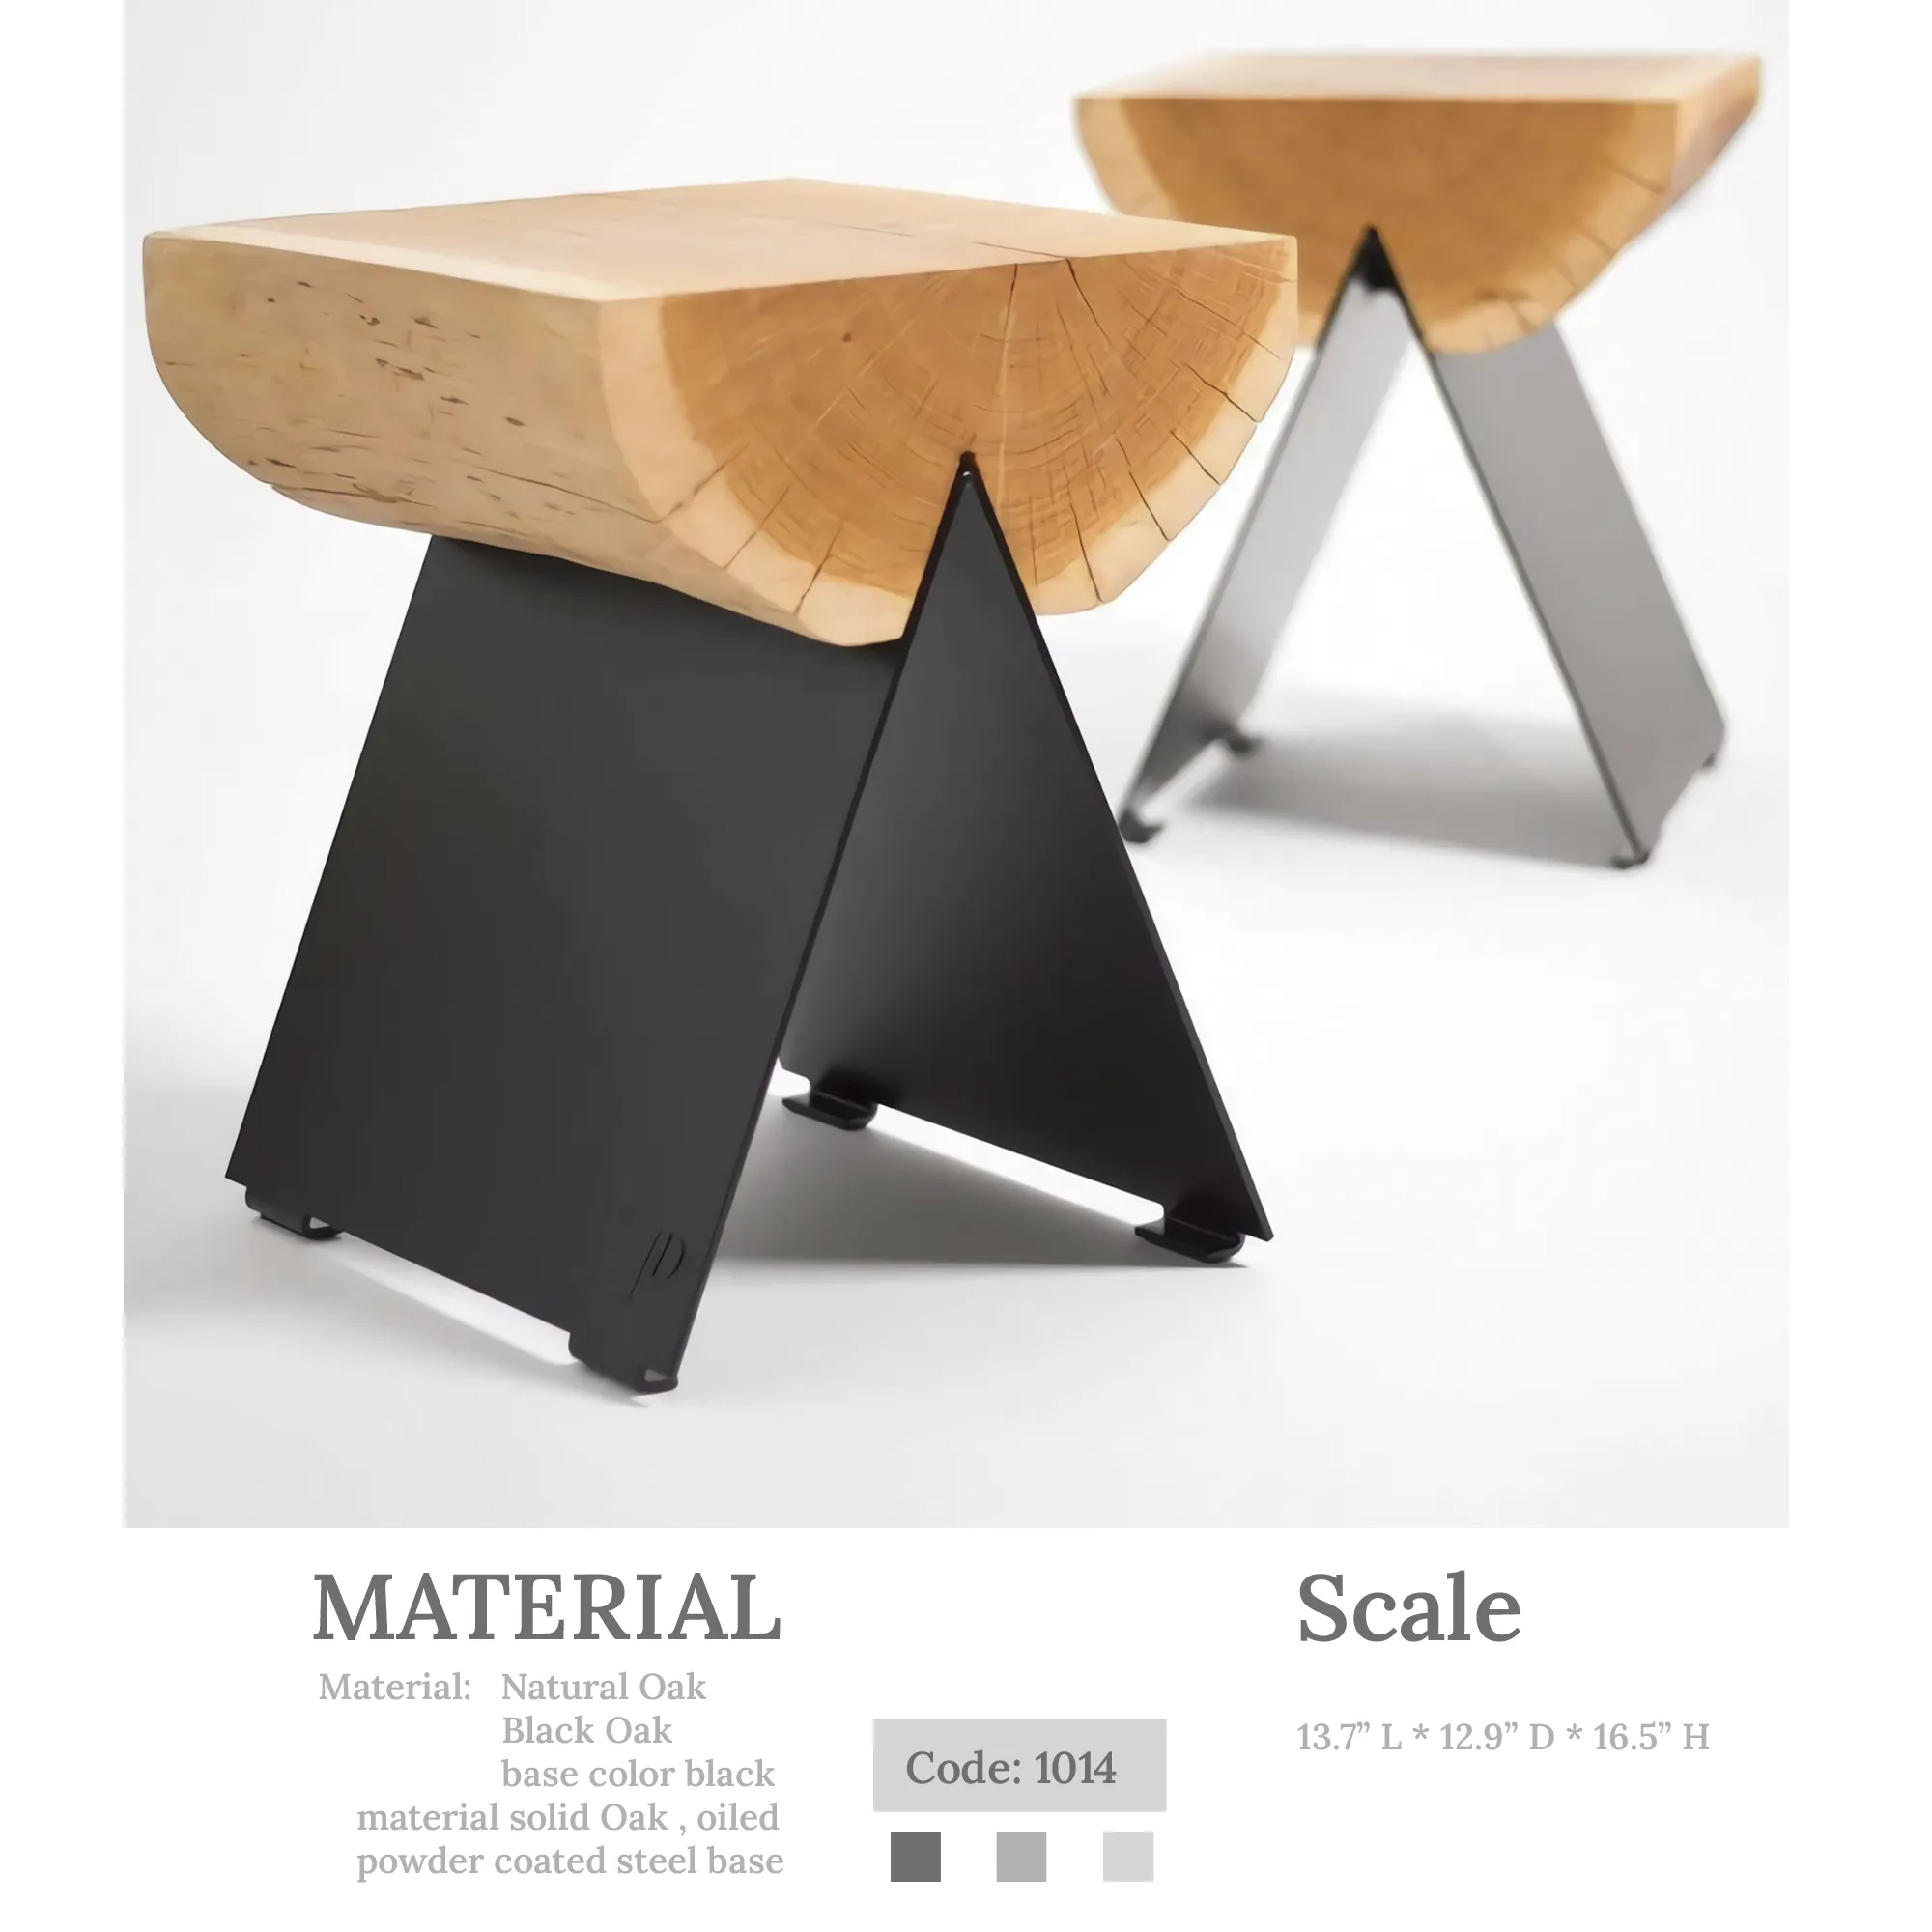 MATERIAL
Material: Natural Oak
Black Oak
base color black
material solid Oak , oiled
powder coated steel base
Code: 1014
Scale
13.7” L * 12.9” D * 16.5” H